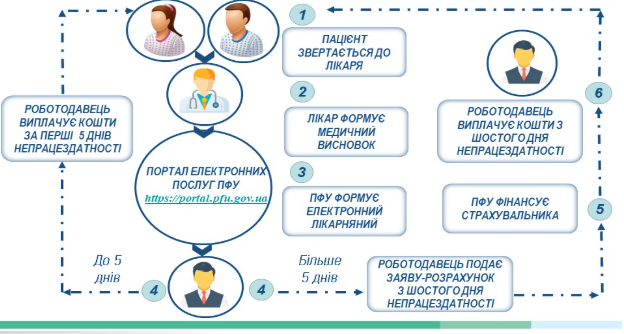 1
ПАЦІЄНТ
ЗВЕРТАЄТЬСЯ ДО
ЛІКАРЯ
2
ЛІКАР ФОРМУЄ
МЕДИЧНИЙ
ВИСНОВОК
3
ПФУ ФОРМУЄ
ЕЛЕКТРОННИЙ
ЛІКАРНЯНИЙ
ПОРТАЛ ЕЛЕКТРОННИХ
ПОСЛУГ ПФУ
https://portal.pfu.gov.ua
До 5
днів
4
РОБОТОДАВЕЦЬ
ВИПЛАЧУЄ КОШТИ
ЗА ПЕРШІ 5 ДНІВ
НЕПРАЦЕЗДАТНОСТІ
4
Більше
5 днів
РОБОТОДАВЕЦЬ ПОДАЄ
ЗАЯВУ-РОЗРАХУНОК
З ШОСТОГО ДНЯ
НЕПРАЦЕЗДАТНОСТІ
ПФУ ФІНАНСУЄ
СТРАХУВАЛЬНИКА
5
РОБОТОДАВЕЦЬ
ВИПЛАЧУЄ КОШТИ З
ШОСТОГО ДНЯ
НЕПРАЦЕЗДАТНОСТІ
6